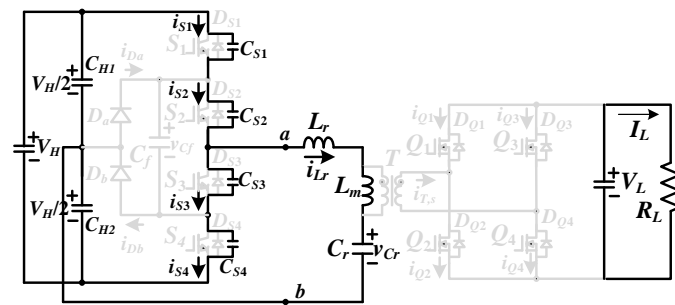 i_S1
D_S1
S_1
C_S1
C_H1
V_H/2
i_Da
i_S2
D_S2
S_2
C_S2
D_a
a
L_r
i_Q1
D_Q1
i_Q3
D_Q3
Q_1
Q_3
I_L
V_H
C_f
v_Cf
i_Lr
L_m
T
i_T,s
V_L
R_L
D_b
D_S3
S_3
C_S3
i_S3
V_H/2
C_H2
i_Db
D_S4
S_4
C_S4
i_S4
C_r
v_Cr
D_Q2
D_Q4
Q_2
Q_4
i_Q2
i_Q4
b